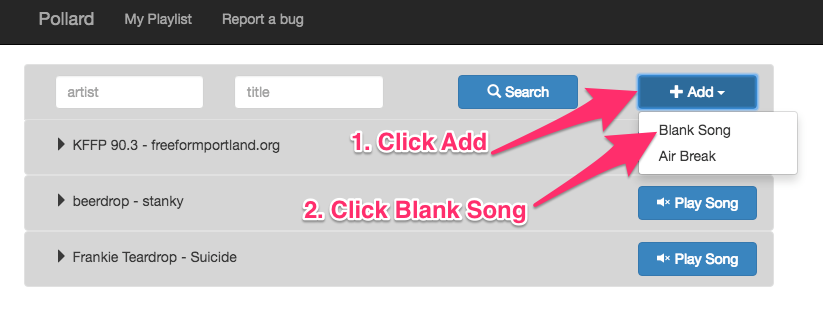 Pollard My Playlist Report a bug
artist title Search Add
Blank Song
Air Break
1. Click Add
KFFP 90.3 - freeformportland.org
2. Click Blank Song
beerdrop - stanky Play Song
Frankie Teardrop - Suicide Play Song